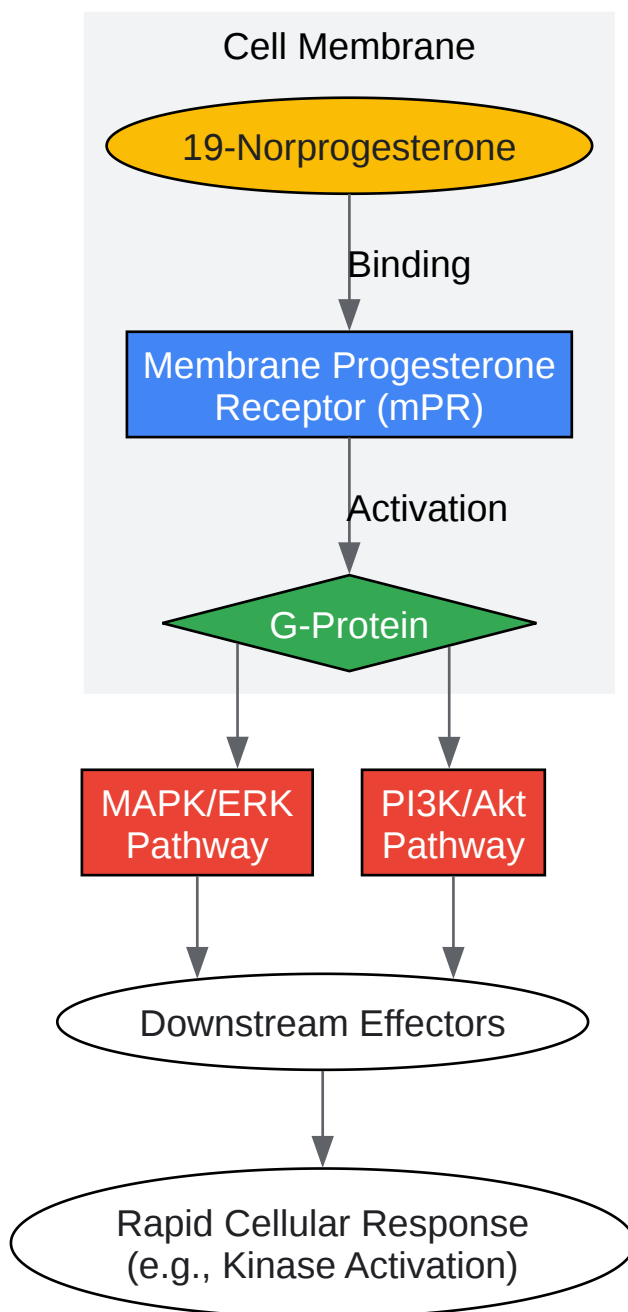 Cell Membrane
19-Norprogesterone
Binding
Membrane Progesterone
Receptor (mPR)
Activation
G-Protein
MAPK/ERK
Pathway
PI3K/Akt
Pathway
Downstream Effectors
Rapid Cellular Response
(e.g., Kinase Activation)